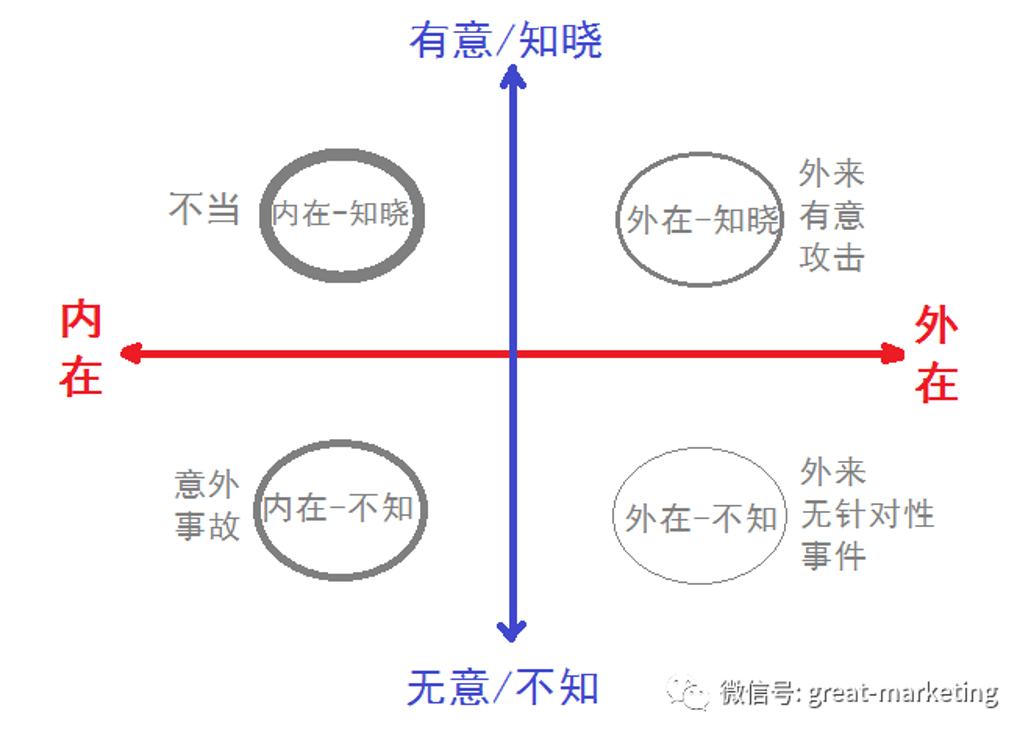 有意/知晓
不当
内在-知晓
外在-知晓
外来
有意
攻击
内
在
外
在
意外
事故
内在-不知
外在-不知
外来
无针对性
事件
无意/不知
微信号: great-marketing